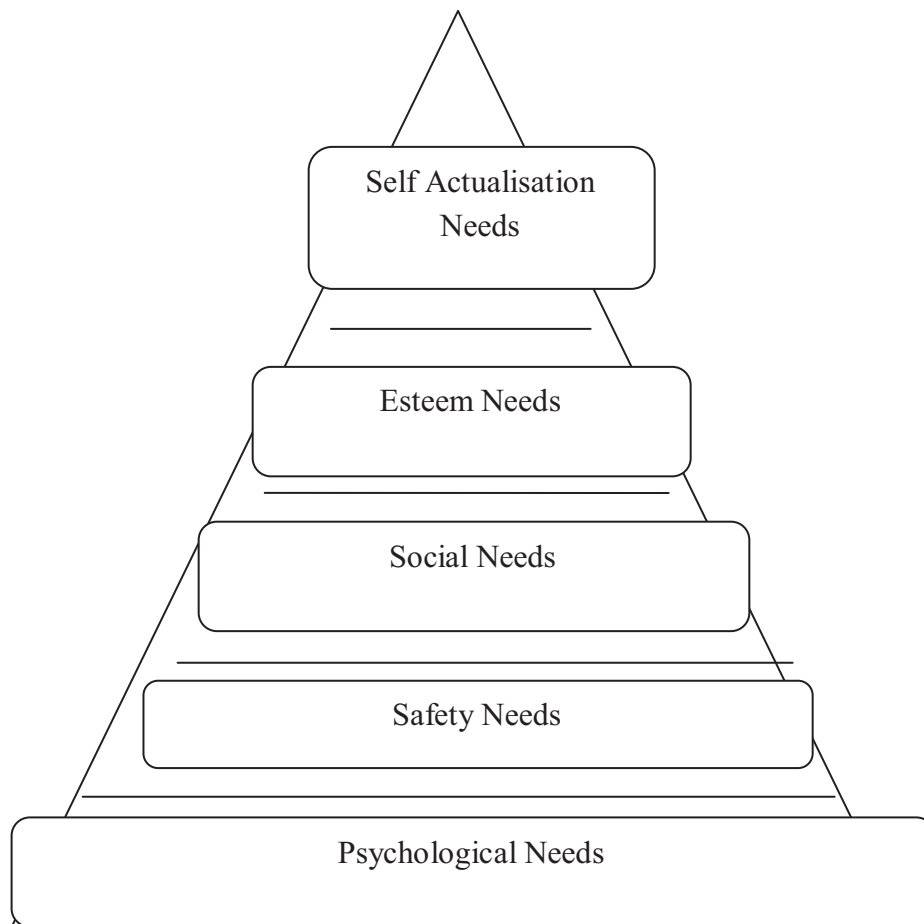 Self Actualisation
Needs
Esteem Needs
Social Needs
Safety Needs
Psychological Needs